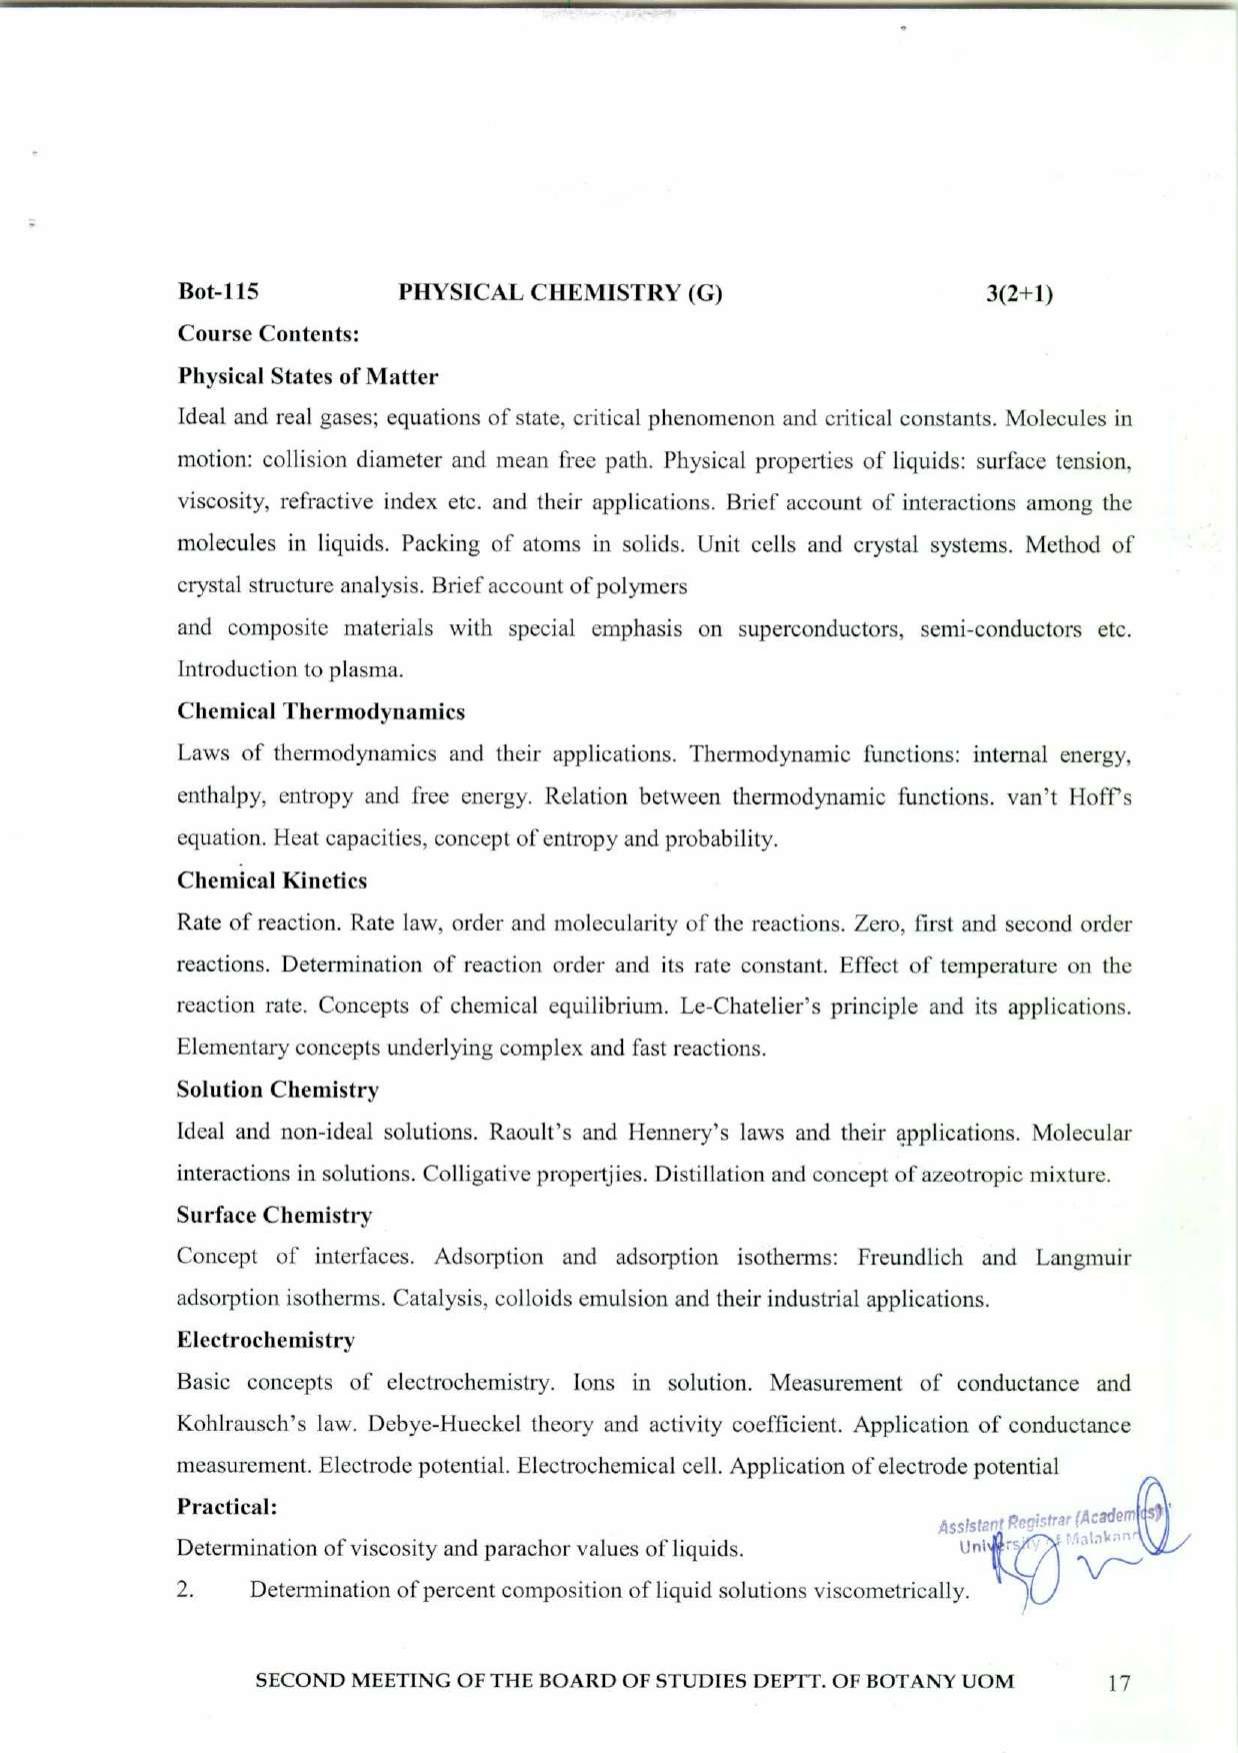 Bot-115 PHYSICAL CHEMISTRY (G) 3(2+1)
Course Contents:
Physical States of Matter
Ideal and real gases; equations of state, critical phenomenon and critical constants. Molecules in
motion: collision diameter and mean free path. Physical properties of liquids: surface tension,
viscosity, refractive index etc. and their applications. Brief account of interactions among the
molecules in liquids. Packing of atoms in solids. Unit cells and crystal systems. Method of
crystal structure analysis. Brief account of polymers
and composite materials with special emphasis on superconductors, semi-conductors etc.
Introduction to plasma.
Chemical Thermodynamics
Laws of thermodynamics and their applications. Thermodynamic functions: internal energy,
enthalpy, entropy and free energy. Relation between thermodynamic functions. van't Hoff's
equation. Heat capacities, concept of entropy and probability.
Chemical Kinetics
Rate of reaction. Rate law, order and molecularity of the reactions. Zero, first and second order
reactions. Determination of reaction order and its rate constant. Effect of temperature on the
reaction rate. Concepts of chemical equilibrium. Le-Chatelier's principle and its applications.
Elementary concepts underlying complex and fast reactions.
Solution Chemistry
Ideal and non-ideal solutions. Raoult's and Hennery's laws and their applications. Molecular
interactions in solutions. Colligative propertjies. Distillation and concept of azeotropic mixture.
Surface Chemistry
Concept of interfaces. Adsorption and adsorption isotherms: Freundlich and Langmuir
adsorption isotherms. Catalysis, colloids emulsion and their industrial applications.
Electrochemistry
Basic concepts of electrochemistry. Ions in solution. Measurement of conductance and
Kohlrausch's law. Debye-Hueckel theory and activity coefficient. Application of conductance
measurement. Electrode potential. Electrochemical cell. Application of electrode potential
Practical:
Assistant Registrar (Academics)
University of Malakand
Determination of viscosity and parachor values of liquids.
2. Determination of percent composition of liquid solutions viscometrically.
SECOND MEETING OF THE BOARD OF STUDIES DEPTT. OF BOTANY UOM 17